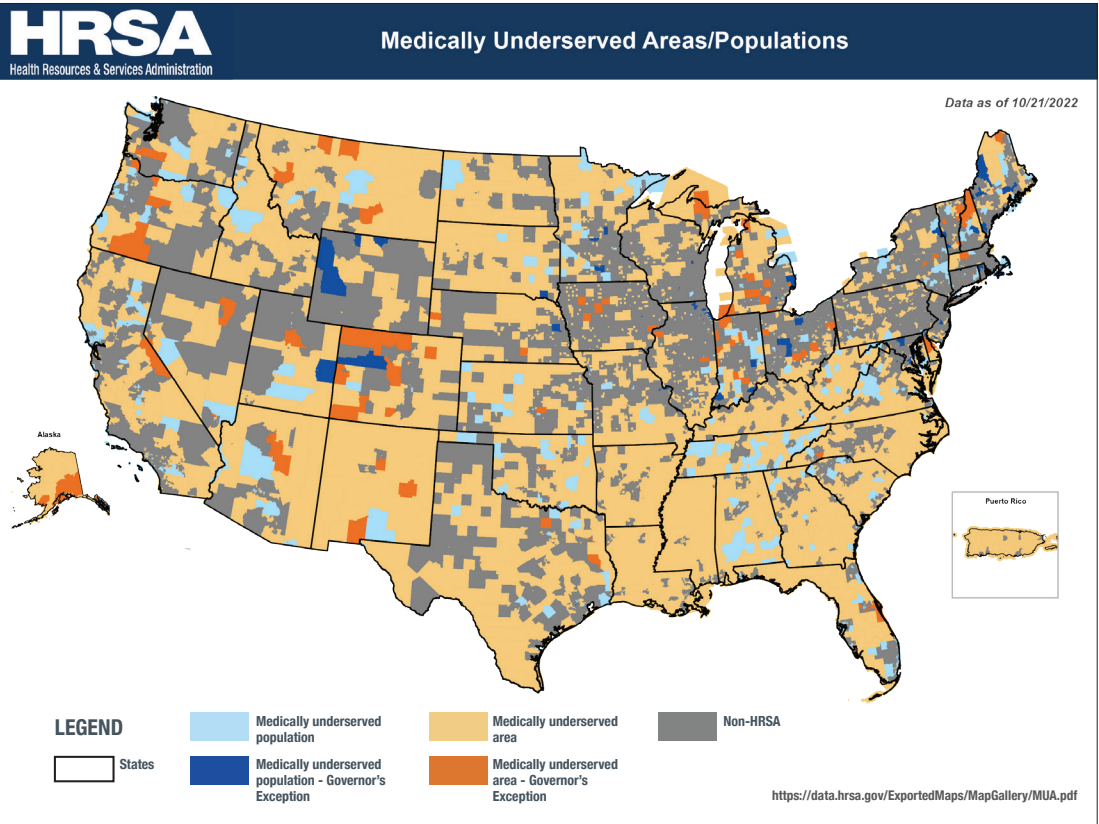 HRSA
Health Resources & Services Administration
Medically Underserved Areas/Populations
Data as of 10/21/2022
Alaska
Puerto Rico
LEGEND
States
Medically underserved
population
Medically underserved
population - Governor's
Exception
Medically underserved
area
Medically underserved
area - Governor's
Exception
Non-HRSA
https://data.hrsa.gov/ExportedMaps/MapGallery/MUA.pdf